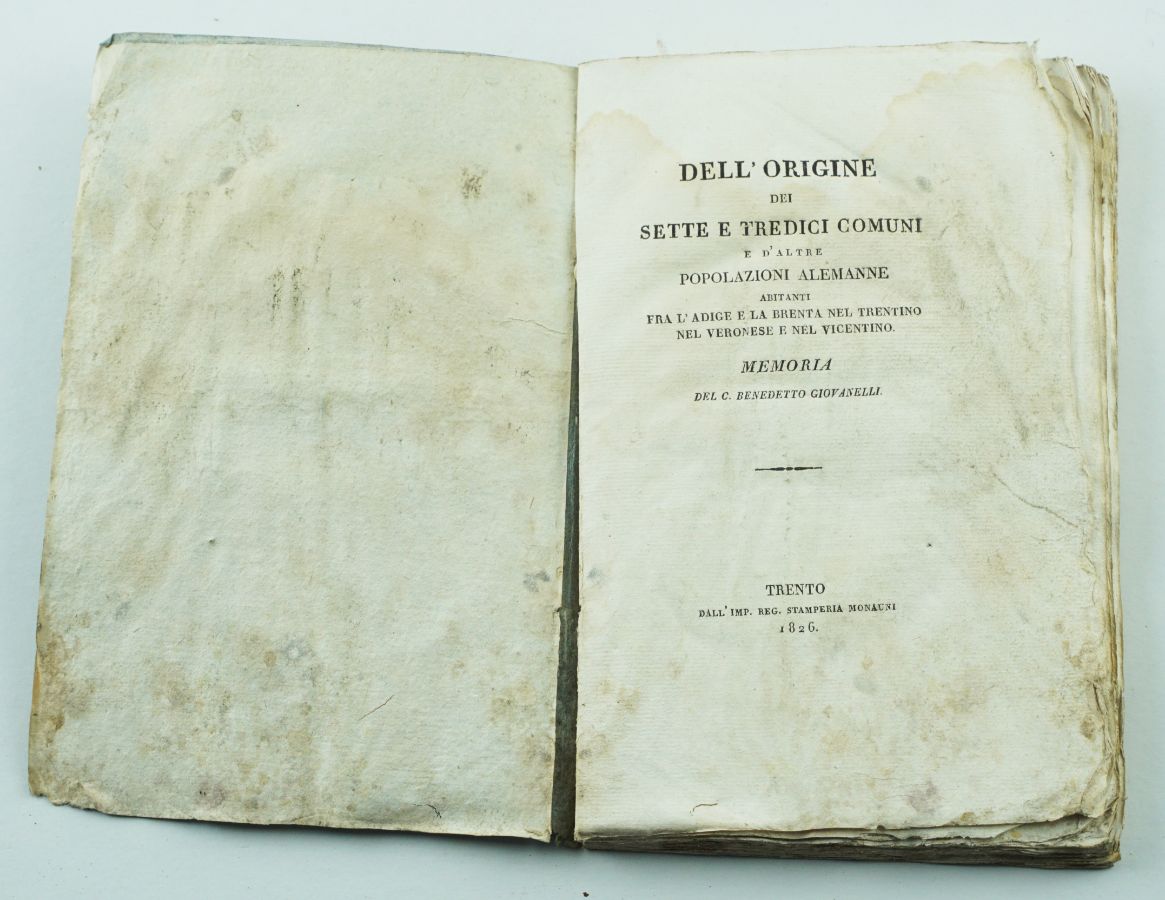 DELL' ORIGINE
DEI
SETTE E TREDICI COMUNI
E D'ALTRE
POPOLAZIONI ALEMANNE
ABITANTI
FRA L' ADIGE E LA BRENTA NEL TRENTINO
NEL VERONESE E NEL VICENTINO.
MEMORIA
DEL C. BENEDETTO GIOVANELLI.
TRENTO
DALL' IMP. REG. STAMPERIA MONAUNI
1826.